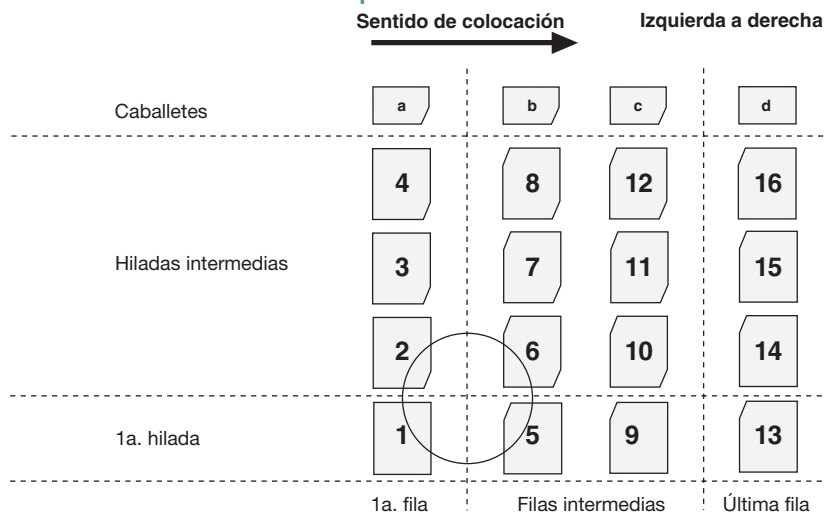 Sentido de colocación Izquierda a derecha
Caballetes a b c d
4 8 12 16
Hiladas intermedias 3 7 11 15
2 6 10 14
1a. hilada 1 5 9 13
1a. fila Filas intermedias Última fila